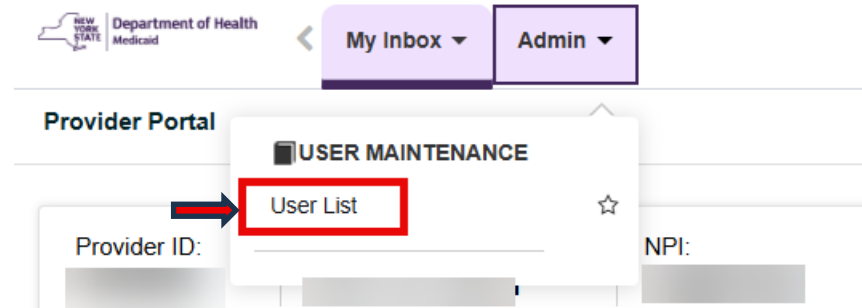 NEW
YORK
STATE
Department of Health
Medicaid
My Inbox
Admin
Provider Portal
USER MAINTENANCE
User List
Provider ID:
NPI: